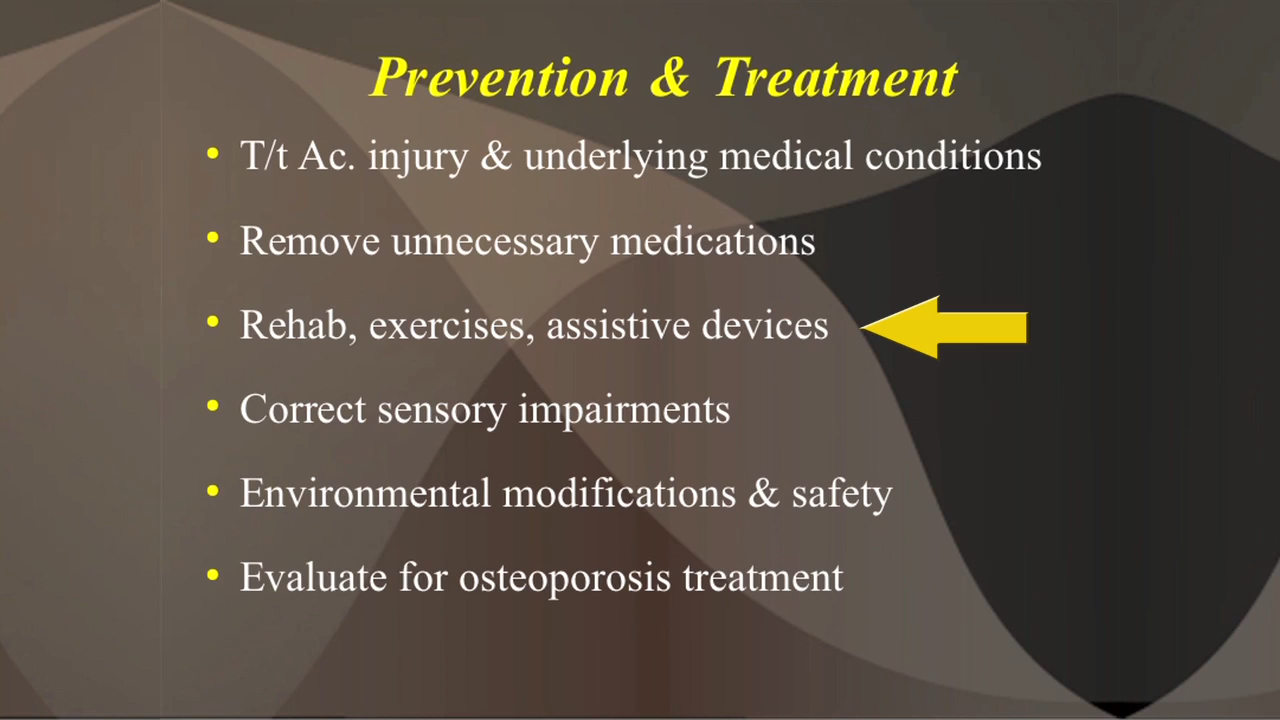 Prevention & Treatment
• T/t Ac. injury & underlying medical conditions
• Remove unnecessary medications
• Rehab, exercises, assistive devices
• Correct sensory impairments
• Environmental modifications & safety
• Evaluate for osteoporosis treatment